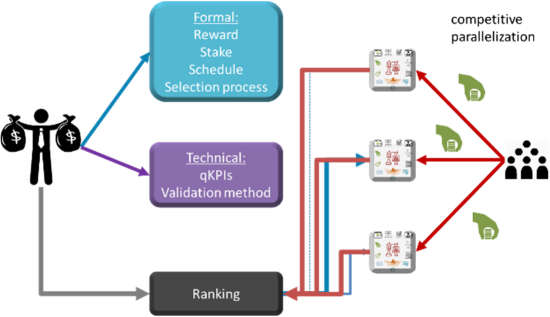 Formal:
Reward
Stake
Schedule
Selection process
Technical:
qKPIs
Validation method
Ranking
competitive
parallelization
$
$